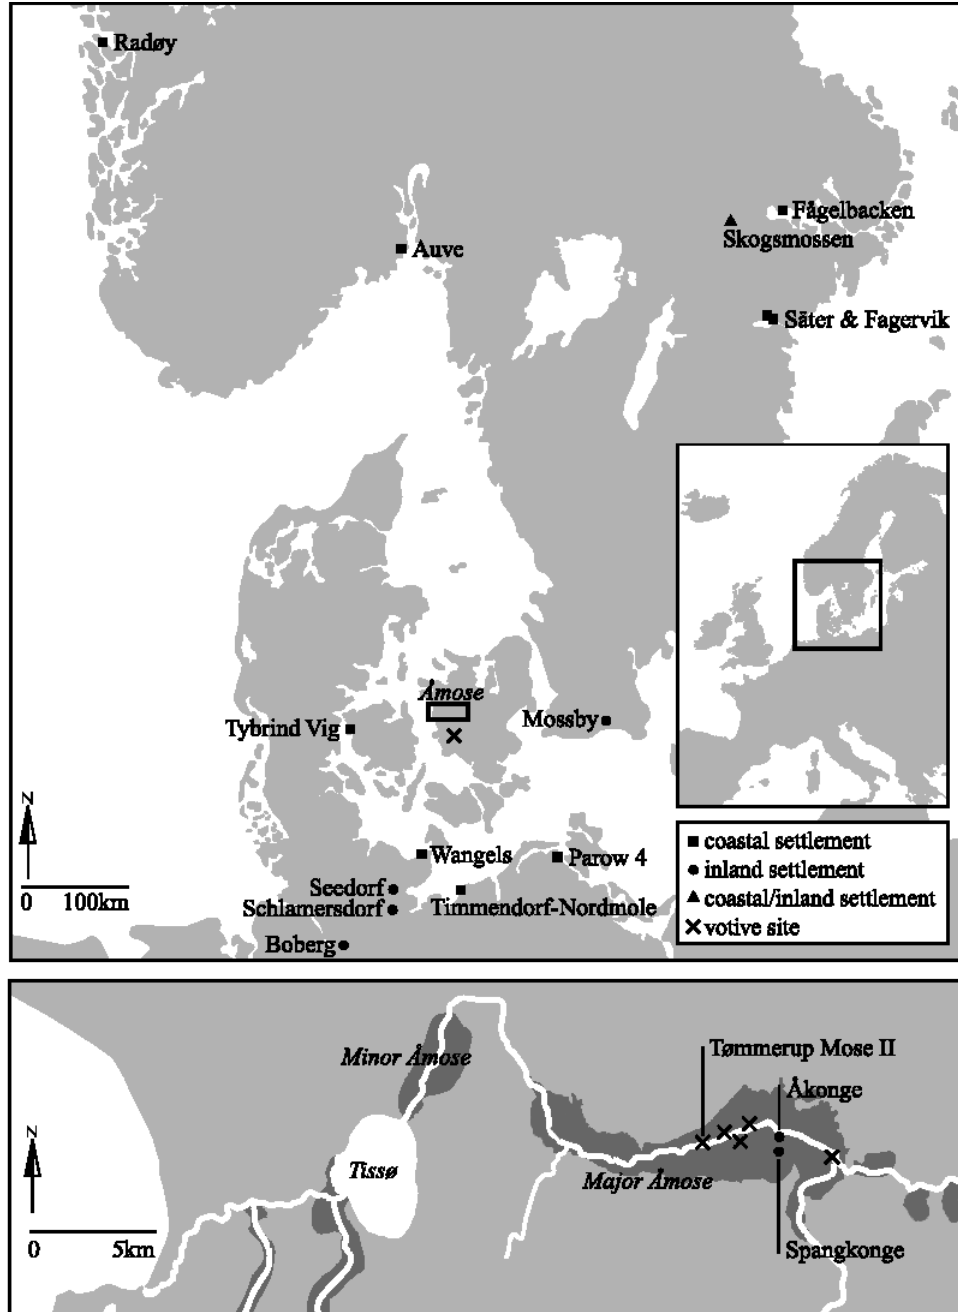 Radøy
Fågelbacken
Skogsmossen
Auve
Säter & Fagervik
Åmose
Mossby
Tybrind Vig
N
0 100km
Wangels
Parow 4
Seedorf
Schlamersdorf
Timmendorf-Nordmole
Boberg
coastal settlement
inland settlement
coastal/inland settlement
votive site
Minor Åmose
Tømmerup Mose II
Åkonge
N
Tissø
Major Åmose
0 5km
Spangkonge